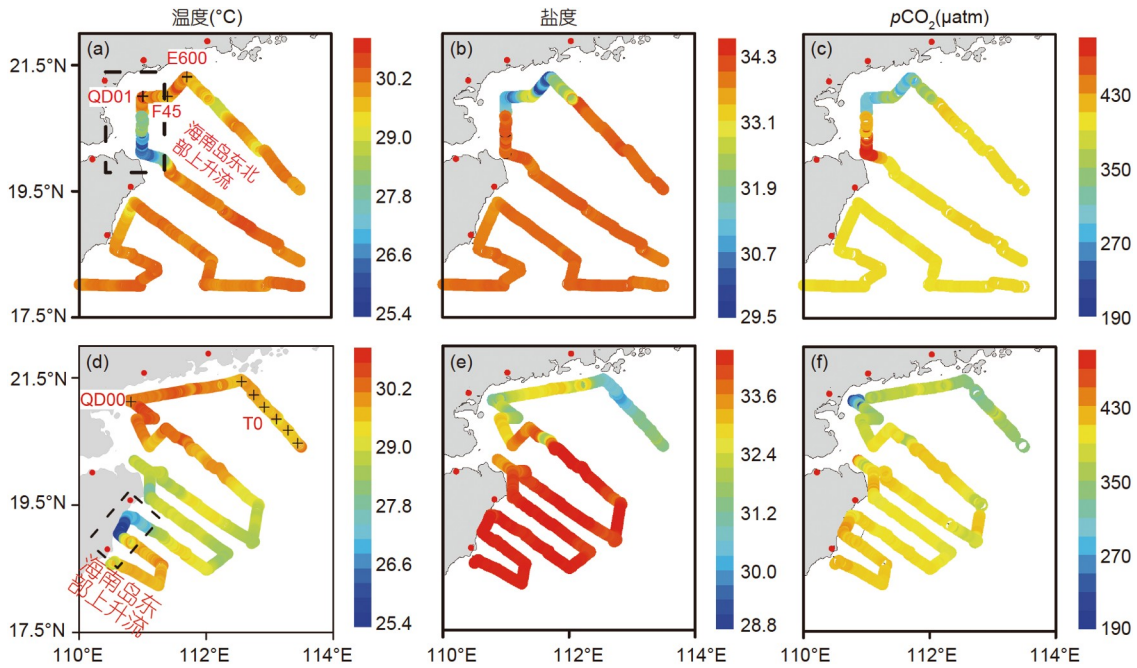 温度(°C)
盐度
pCO₂(μatm)
(a)
E600
QD01
F45
海南岛东北
部上升流
21.5°N
19.5°N
17.5°N
30.2
29.0
27.8
26.6
25.4
(b)
34.3
33.1
31.9
30.7
29.5
(c)
430
350
270
190
(d)
QD00
T0
海南岛东
部上升流
21.5°N
19.5°N
17.5°N
110°E
112°E
114°E
30.2
29.0
27.8
26.6
25.4
(e)
110°E
112°E
114°E
33.6
32.4
31.2
30.0
28.8
(f)
110°E
112°E
114°E
430
350
270
190